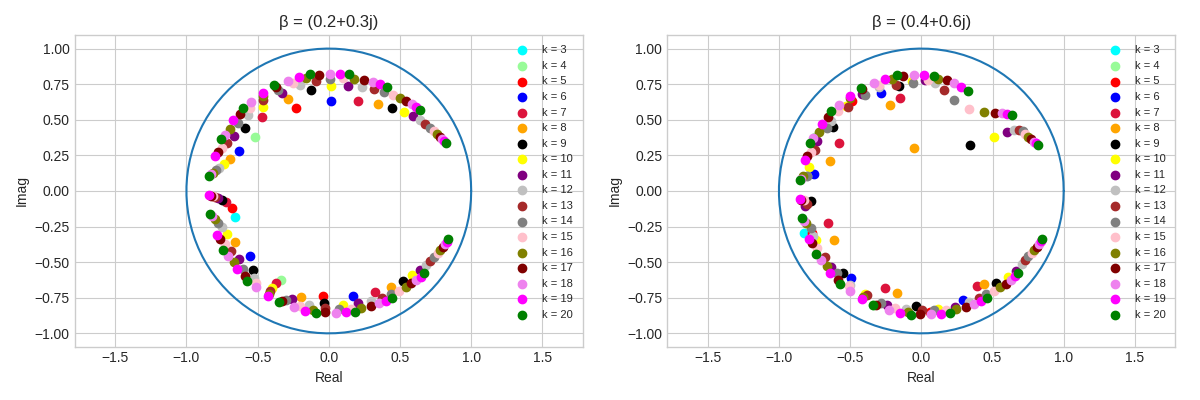 β = (0.2+0.3j)
1.00
0.75
0.50
0.25
0.00
−0.25
−0.50
−0.75
−1.00
Imag
−1.5
−1.0
−0.5
0.0
0.5
1.0
1.5
Real
k = 3
k = 4
k = 5
k = 6
k = 7
k = 8
k = 9
k = 10
k = 11
k = 12
k = 13
k = 14
k = 15
k = 16
k = 17
k = 18
k = 19
k = 20
β = (0.4+0.6j)
1.00
0.75
0.50
0.25
0.00
−0.25
−0.50
−0.75
−1.00
Imag
−1.5
−1.0
−0.5
0.0
0.5
1.0
1.5
Real
k = 3
k = 4
k = 5
k = 6
k = 7
k = 8
k = 9
k = 10
k = 11
k = 12
k = 13
k = 14
k = 15
k = 16
k = 17
k = 18
k = 19
k = 20